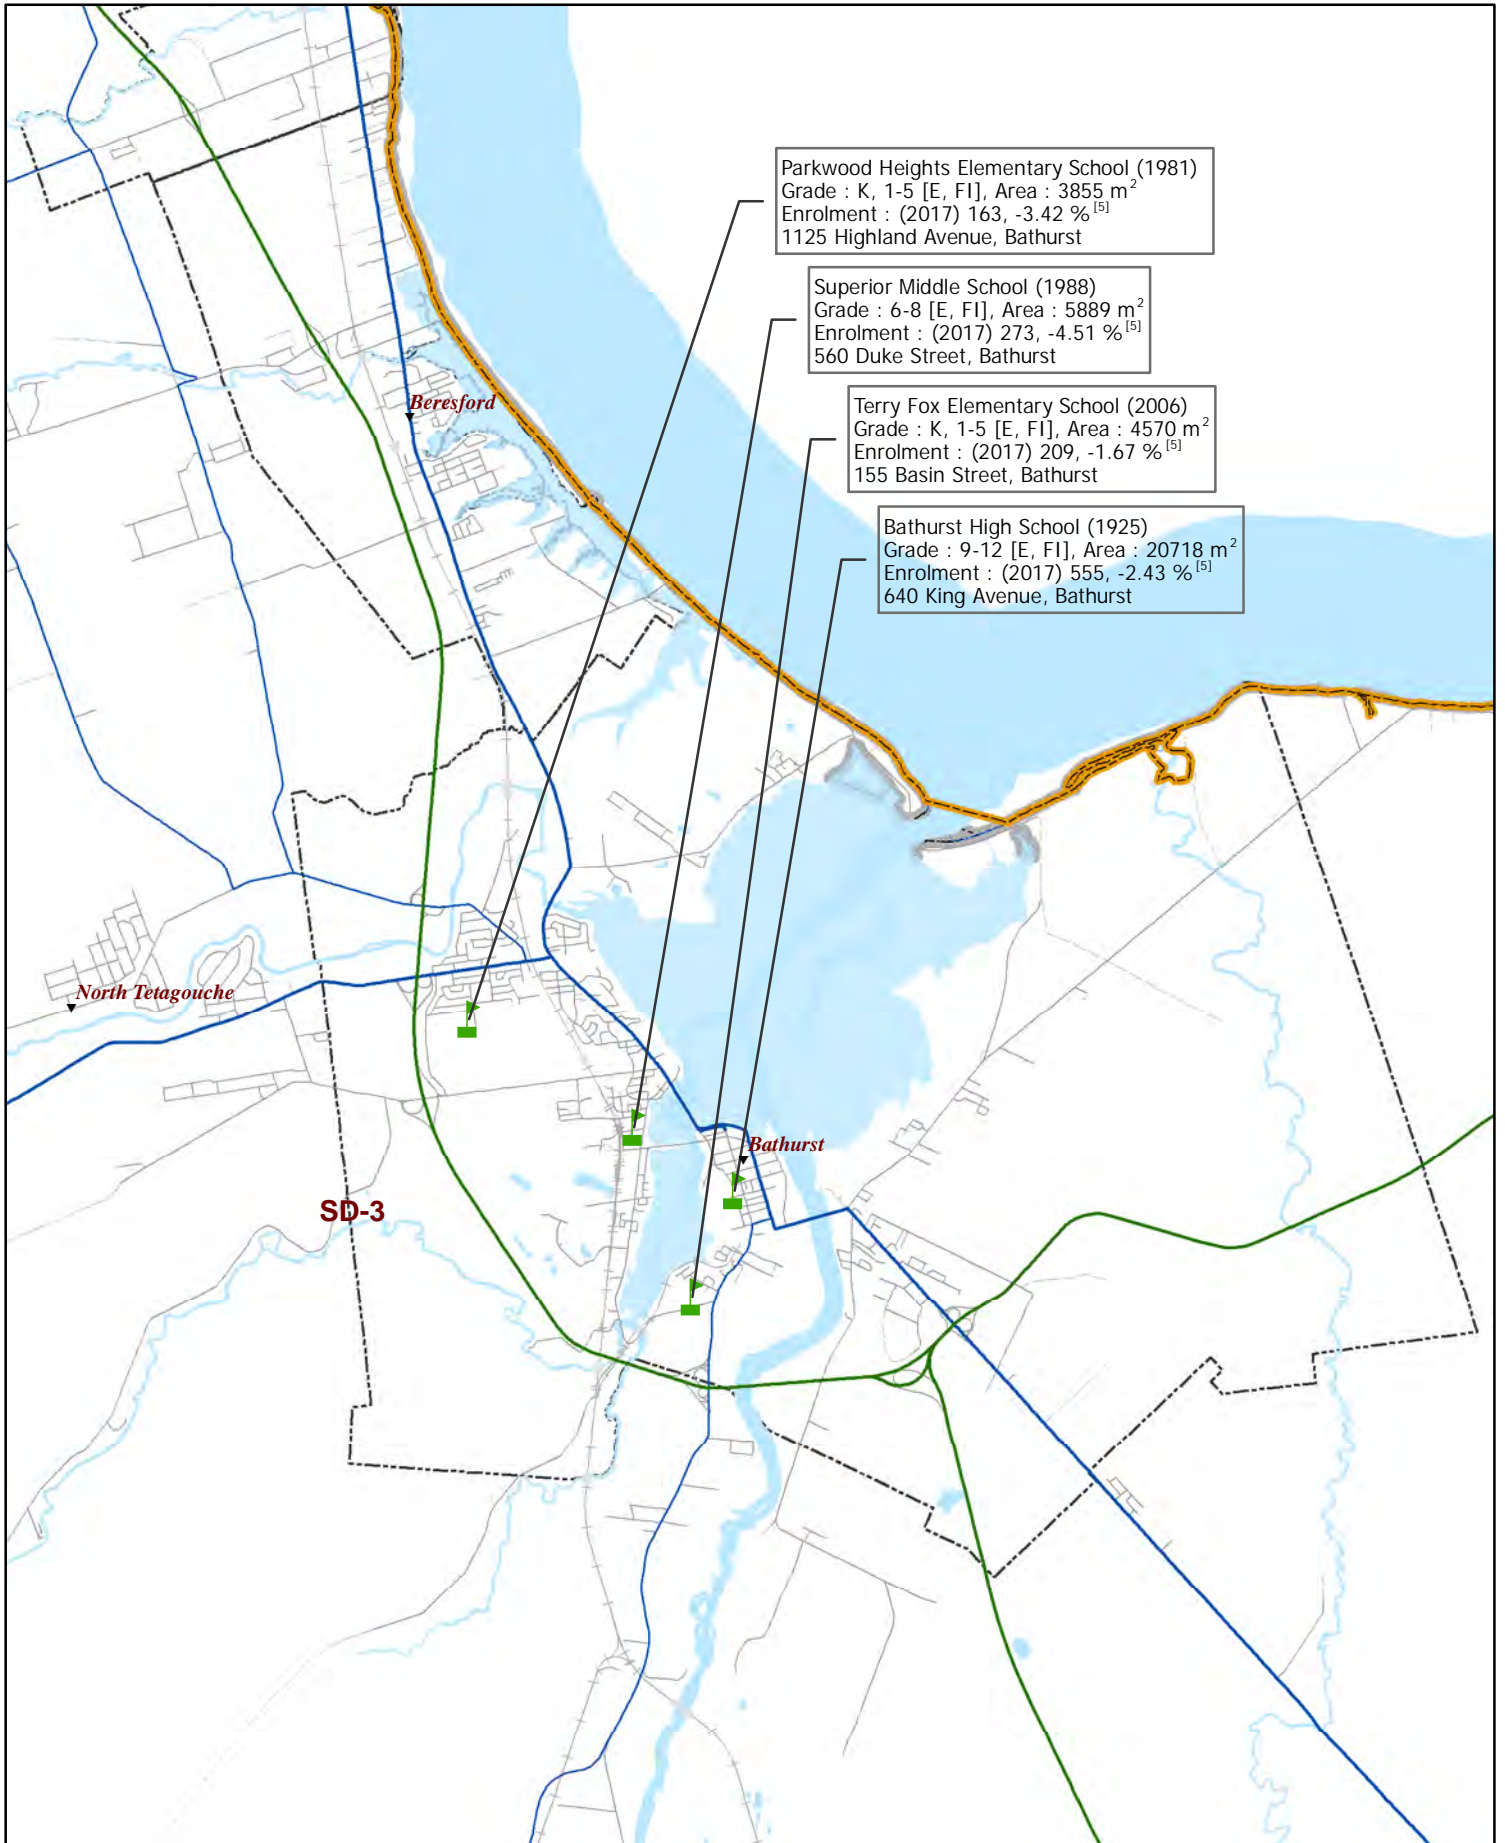 Parkwood Heights Elementary School (1981)
Grade : K, 1-5 [E, FI], Area : 3855 m²
Enrolment : (2017) 163, -3.42 % [5]
1125 Highland Avenue, Bathurst
Superior Middle School (1988)
Grade : 6-8 [E, FI], Area : 5889 m²
Enrolment : (2017) 273, -4.51 % [5]
560 Duke Street, Bathurst
Terry Fox Elementary School (2006)
Grade : K, 1-5 [E, FI], Area : 4570 m²
Enrolment : (2017) 209, -1.67 % [5]
155 Basin Street, Bathurst
Bathurst High School (1925)
Grade : 9-12 [E, FI], Area : 20718 m²
Enrolment : (2017) 555, -2.43 % [5]
640 King Avenue, Bathurst
Beresford
North Tetagouche
Bathurst
SD-3